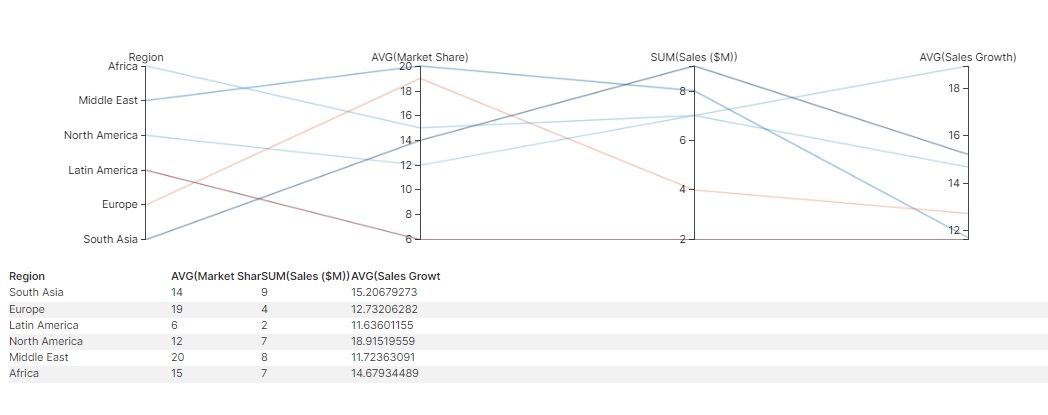 Region AVG(Market Share) SUM(Sales ($M)) AVG(Sales Growth)
Africa 20
18
8 18
Middle East
18
16
North America 14 6 16
12
Latin America 14
10 4
Europe
8 12
South Asia 6 2
Region AVG(Market SharSUM(Sales ($M))AVG(Sales Growt
South Asia 14 9 15.20679273
Europe 19 4 12.73206282
Latin America 6 2 11.63601155
North America 12 7 18.91519559
Middle East 20 8 11.72363091
Africa 15 7 14.67934489